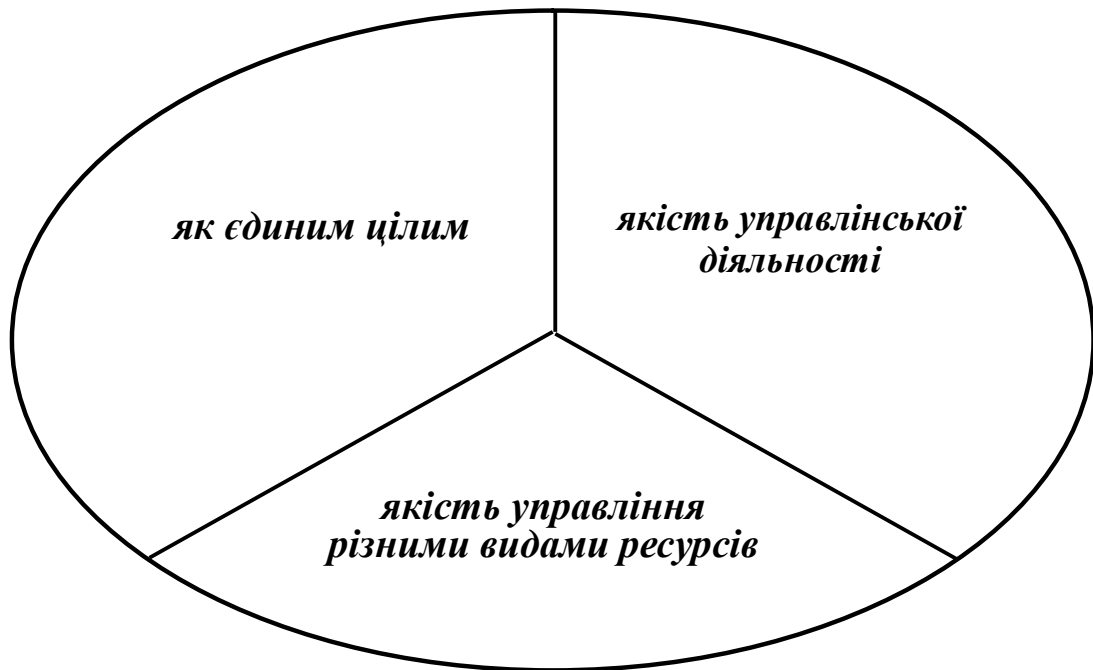 як єдиним цілим
якість управлінської
діяльності
якість управління
різними видами ресурсів